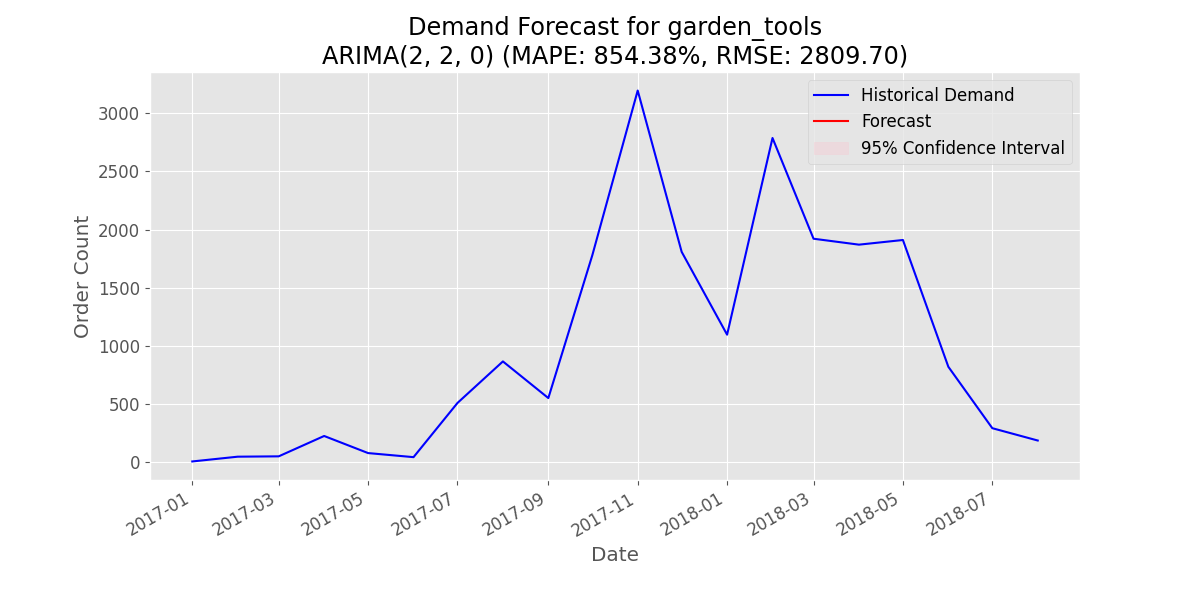 Demand Forecast for garden_tools
ARIMA(2, 2, 0) (MAPE: 854.38%, RMSE: 2809.70)
Historical Demand
Forecast
95% Confidence Interval
Order Count
3000
2500
2000
1500
1000
500
0
2017-01
2017-03
2017-05
2017-07
2017-09
2017-11
2018-01
2018-03
2018-05
2018-07
Date